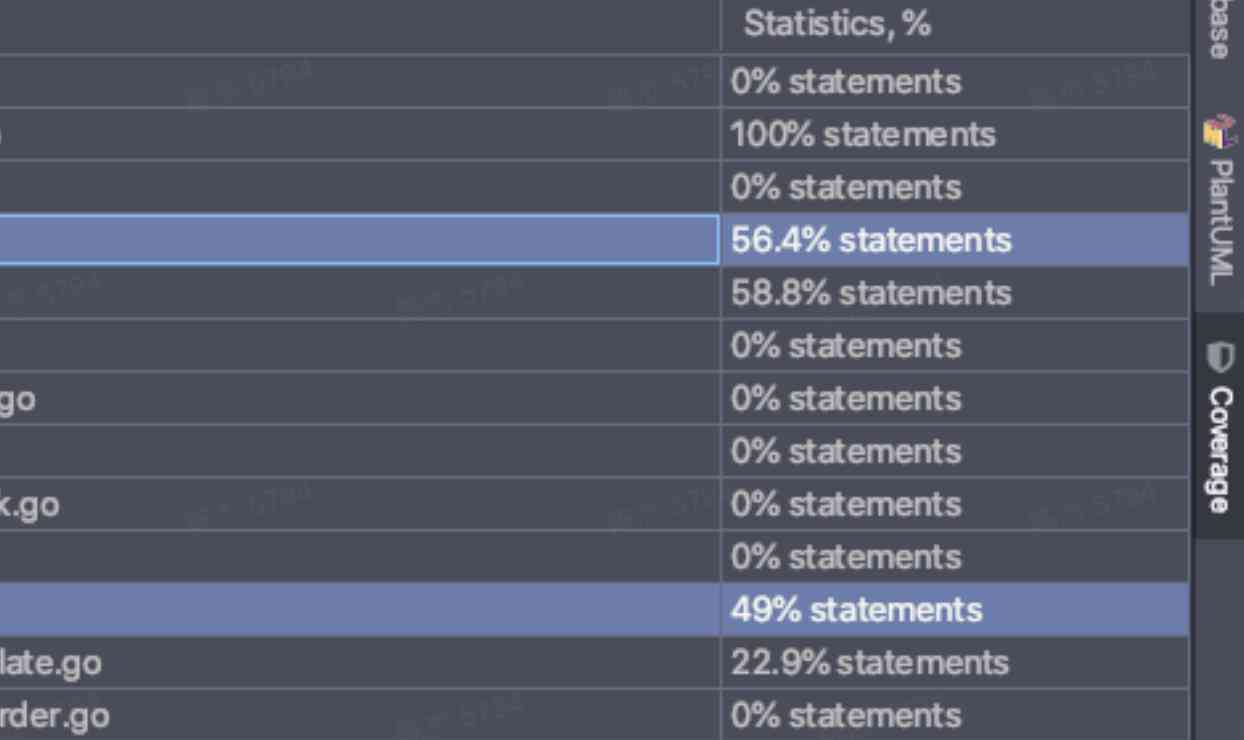 Statistics, %
0% statements
100% statements
0% statements
56.4% statements
58.8% statements
0% statements
go 0% statements
0% statements
k.go 0% statements
0% statements
49% statements
late.go 22.9% statements
rder.go 0% statements
base
PlantUML
Coverage